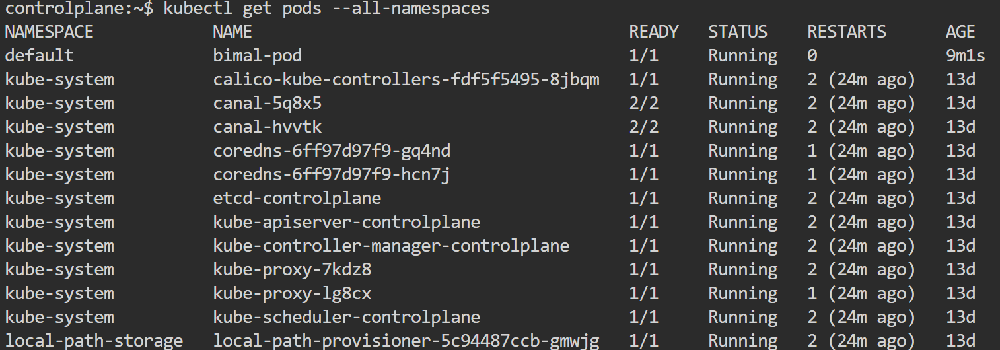 controlplane:~$ kubectl get pods --all-namespaces
NAMESPACE            NAME                                      READY   STATUS    RESTARTS      AGE
default              bimal-pod                                 1/1     Running   0             9m1s
kube-system          calico-kube-controllers-fdf5f5495-8jbqm   1/1     Running   2 (24m ago)   13d
kube-system          canal-5q8x5                               2/2     Running   2 (24m ago)   13d
kube-system          canal-hvvtk                               2/2     Running   2 (24m ago)   13d
kube-system          coredns-6ff97d97f9-gq4nd                  1/1     Running   1 (24m ago)   13d
kube-system          coredns-6ff97d97f9-hcn7j                  1/1     Running   1 (24m ago)   13d
kube-system          etcd-controlplane                         1/1     Running   2 (24m ago)   13d
kube-system          kube-apiserver-controlplane               1/1     Running   2 (24m ago)   13d
kube-system          kube-controller-manager-controlplane      1/1     Running   2 (24m ago)   13d
kube-system          kube-proxy-7kdz8                          1/1     Running   2 (24m ago)   13d
kube-system          kube-proxy-lg8cx                          1/1     Running   1 (24m ago)   13d
kube-system          kube-scheduler-controlplane               1/1     Running   2 (24m ago)   13d
local-path-storage   local-path-provisioner-5c94487ccb-gmwjg   1/1     Running   2 (24m ago)   13d